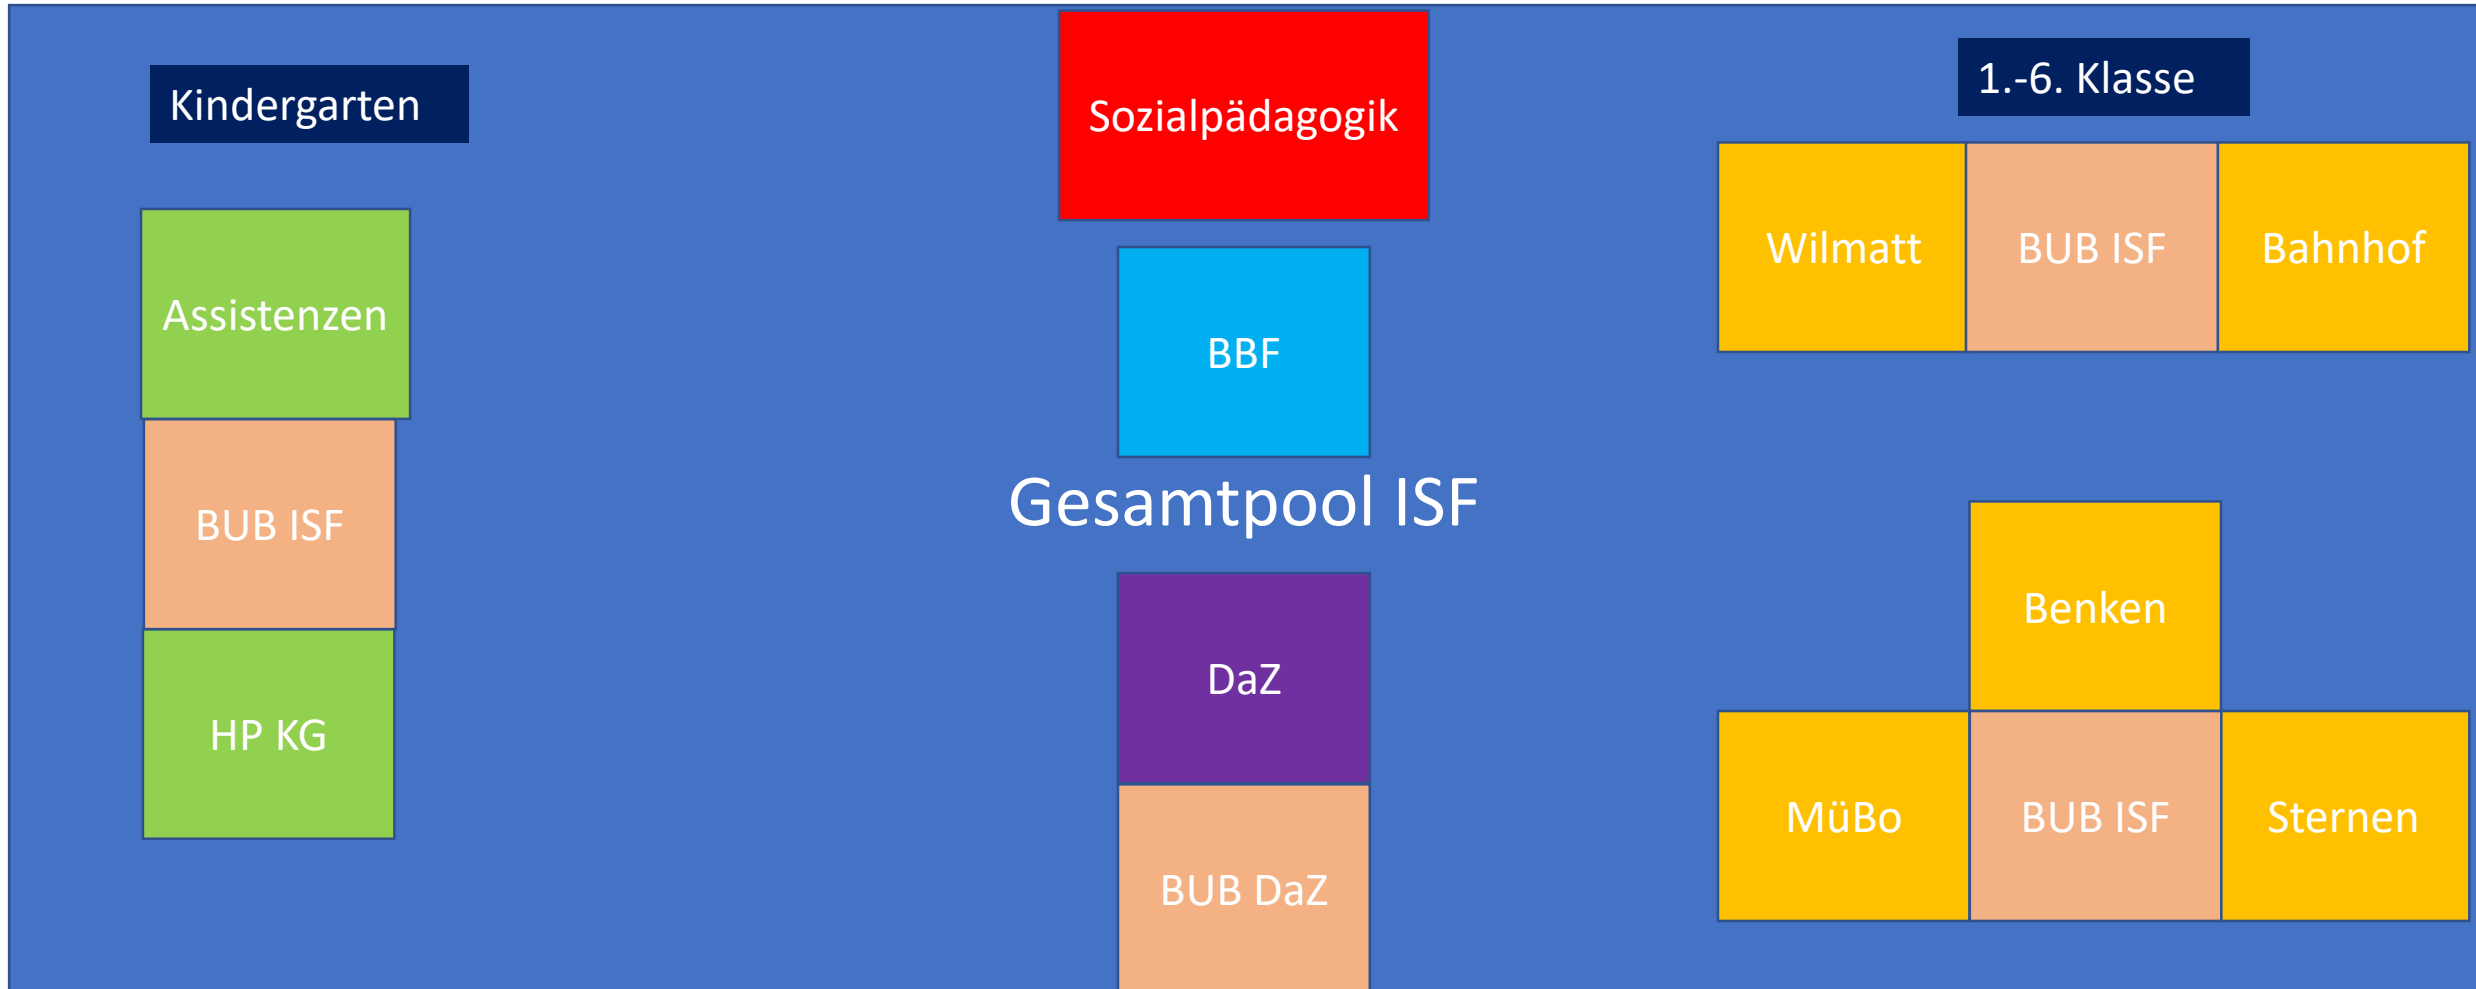 Kindergarten
Assistenzen
BUB ISF
HP KG
Sozialpädagogik
BBF
Gesamtpool ISF
DaZ
BUB DaZ
1.-6. Klasse
Wilmatt
BUB ISF
Bahnhof
Benken
MüBo
BUB ISF
Sternen